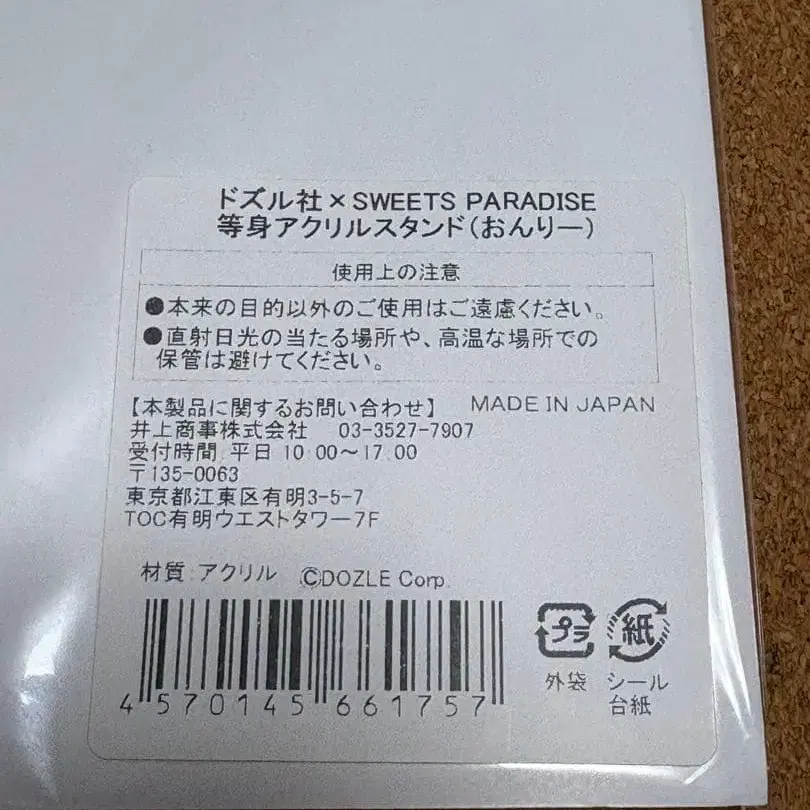 ドズル社×SWEETS PARADISE
等身アクリルスタンド(おんりー)
使用上の注意
●本来の目的以外のご使用はご遠慮ください。
●直射日光の当たる場所や、高温な場所での
保管は避けてください。
【本製品に関するお問い合わせ】 MADE IN JAPAN
井上商事株式会社 03-3527-7907
受付時間:平日 10:00～17:00
〒135-0063
東京都江東区有明3-5-7
TOC有明ウエストタワー7F
材質:アクリル ©DOZLE Corp.
4 570145 661757
プラ 紙
外袋 シール
台紙